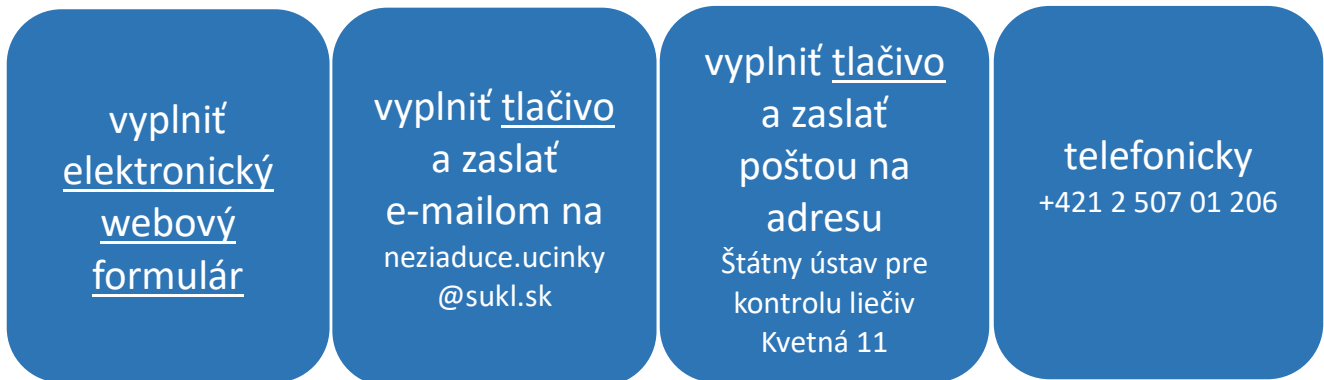 vyplniť
elektronický
webový
formulár
vyplniť tlačivo
a zaslať
e-mailom na
neziaduce.ucinky
@sukl.sk
vyplniť tlačivo
a zaslať
poštou na
adresu
Štátny ústav pre
kontrolu liečiv
Kvetná 11
telefonicky
+421 2 507 01 206